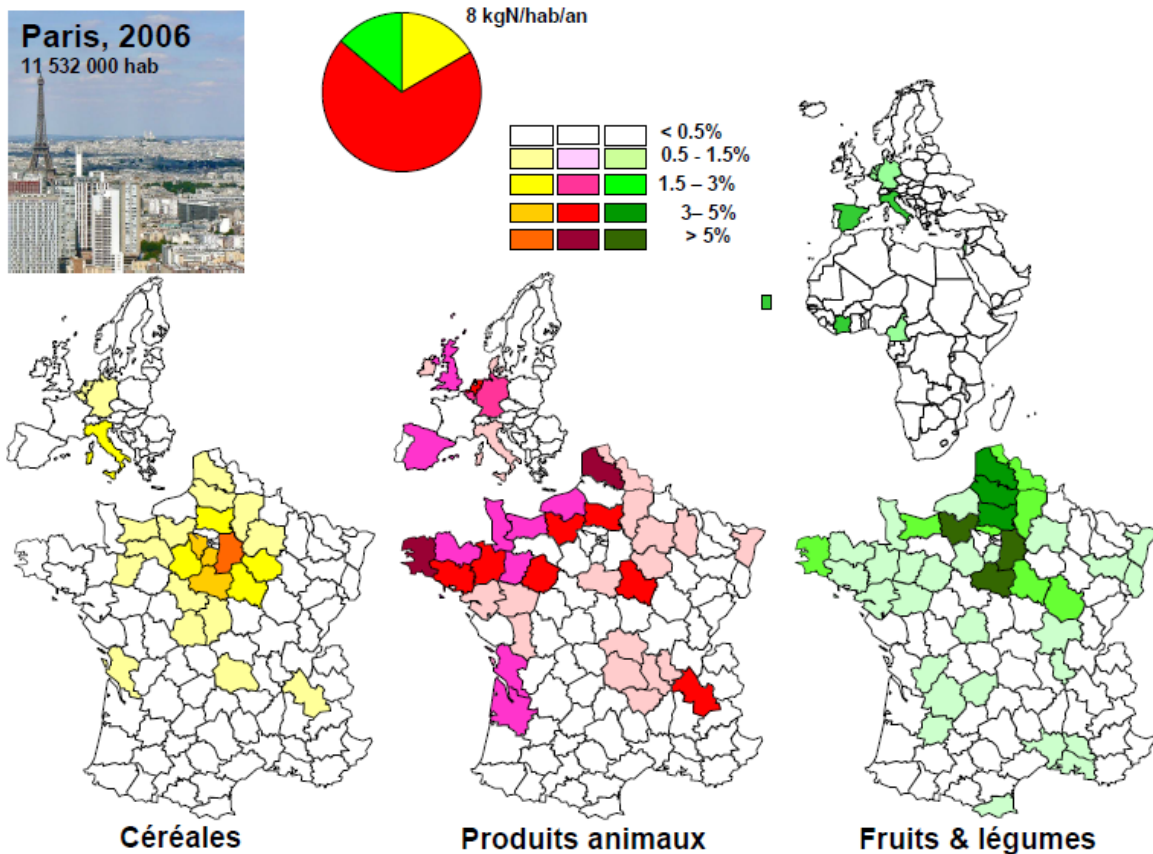 Paris, 2006
11 532 000 hab
8 kgN/hab/an
< 0.5%
0.5 - 1.5%
1.5 – 3%
3– 5%
> 5%
Céréales
Produits animaux
Fruits & légumes